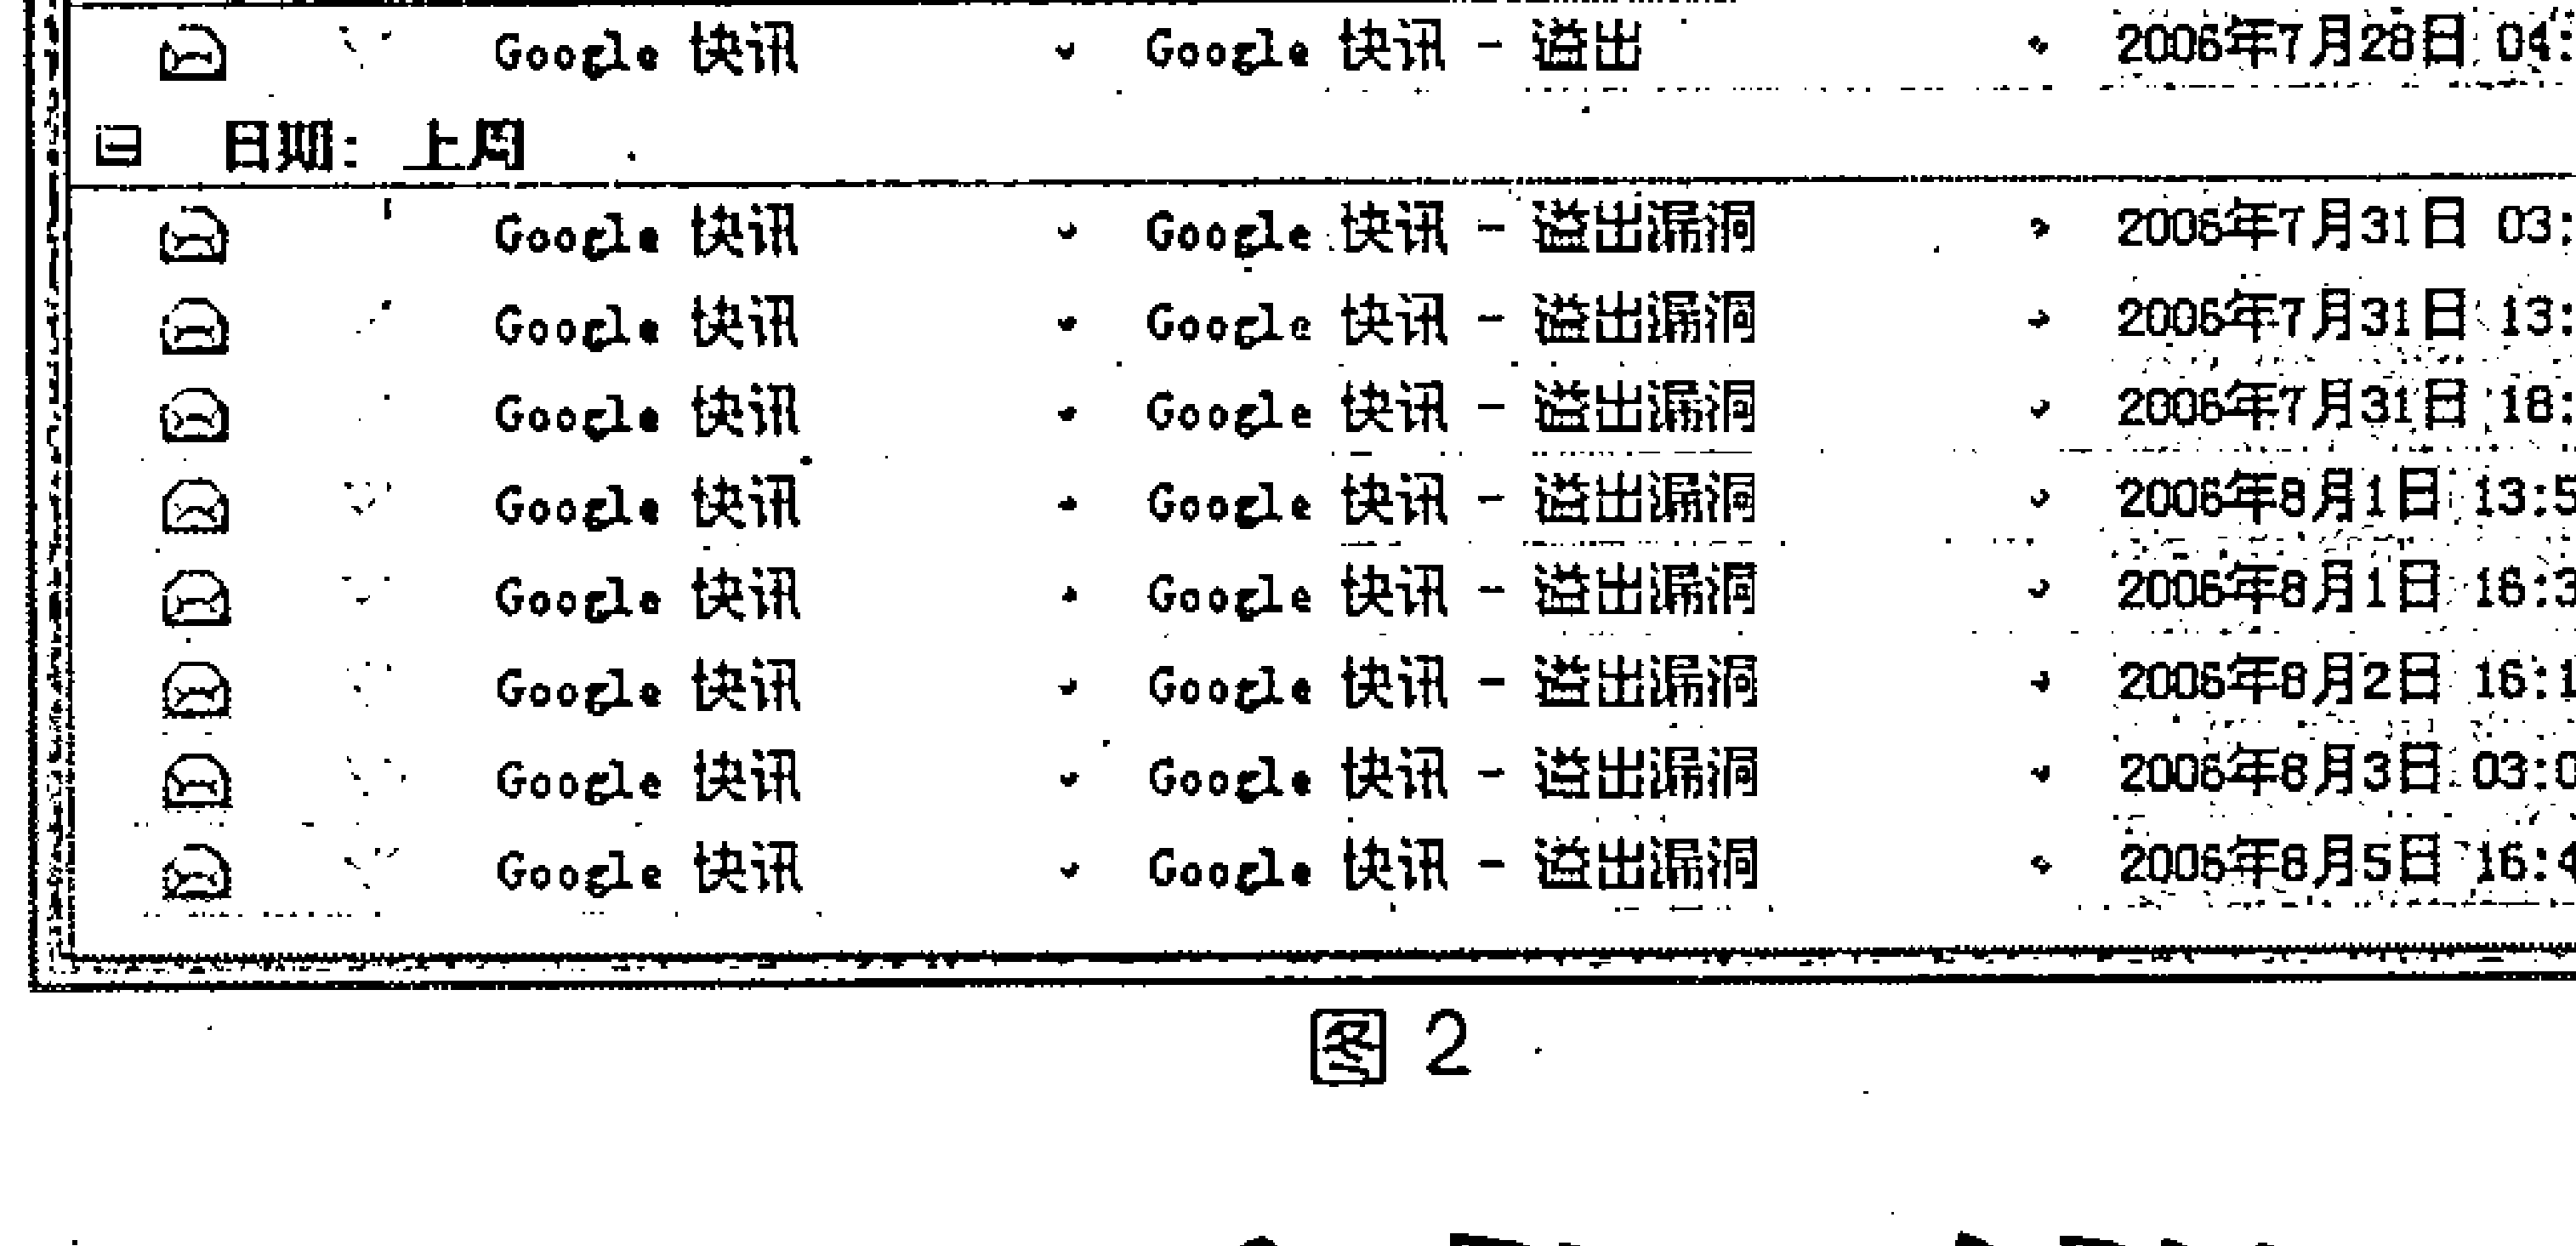 Google 快讯 Google 快讯 - 溢出 2006年7月28日 04:
日期: 上周
Google 快讯 Google 快讯 - 溢出漏洞 2006年7月31日 03:
Google 快讯 Google 快讯 - 溢出漏洞 2006年7月31日 13:
Google 快讯 Google 快讯 - 溢出漏洞 2006年7月31日 18:
Google 快讯 Google 快讯 - 溢出漏洞 2006年8月1日 13:5
Google 快讯 Google 快讯 - 溢出漏洞 2006年8月1日 16:3
Google 快讯 Google 快讯 - 溢出漏洞 2006年8月2日 16:1
Google 快讯 Google 快讯 - 溢出漏洞 2006年8月3日 03:0
Google 快讯 Google 快讯 - 溢出漏洞 2006年8月5日 16:4
图 2